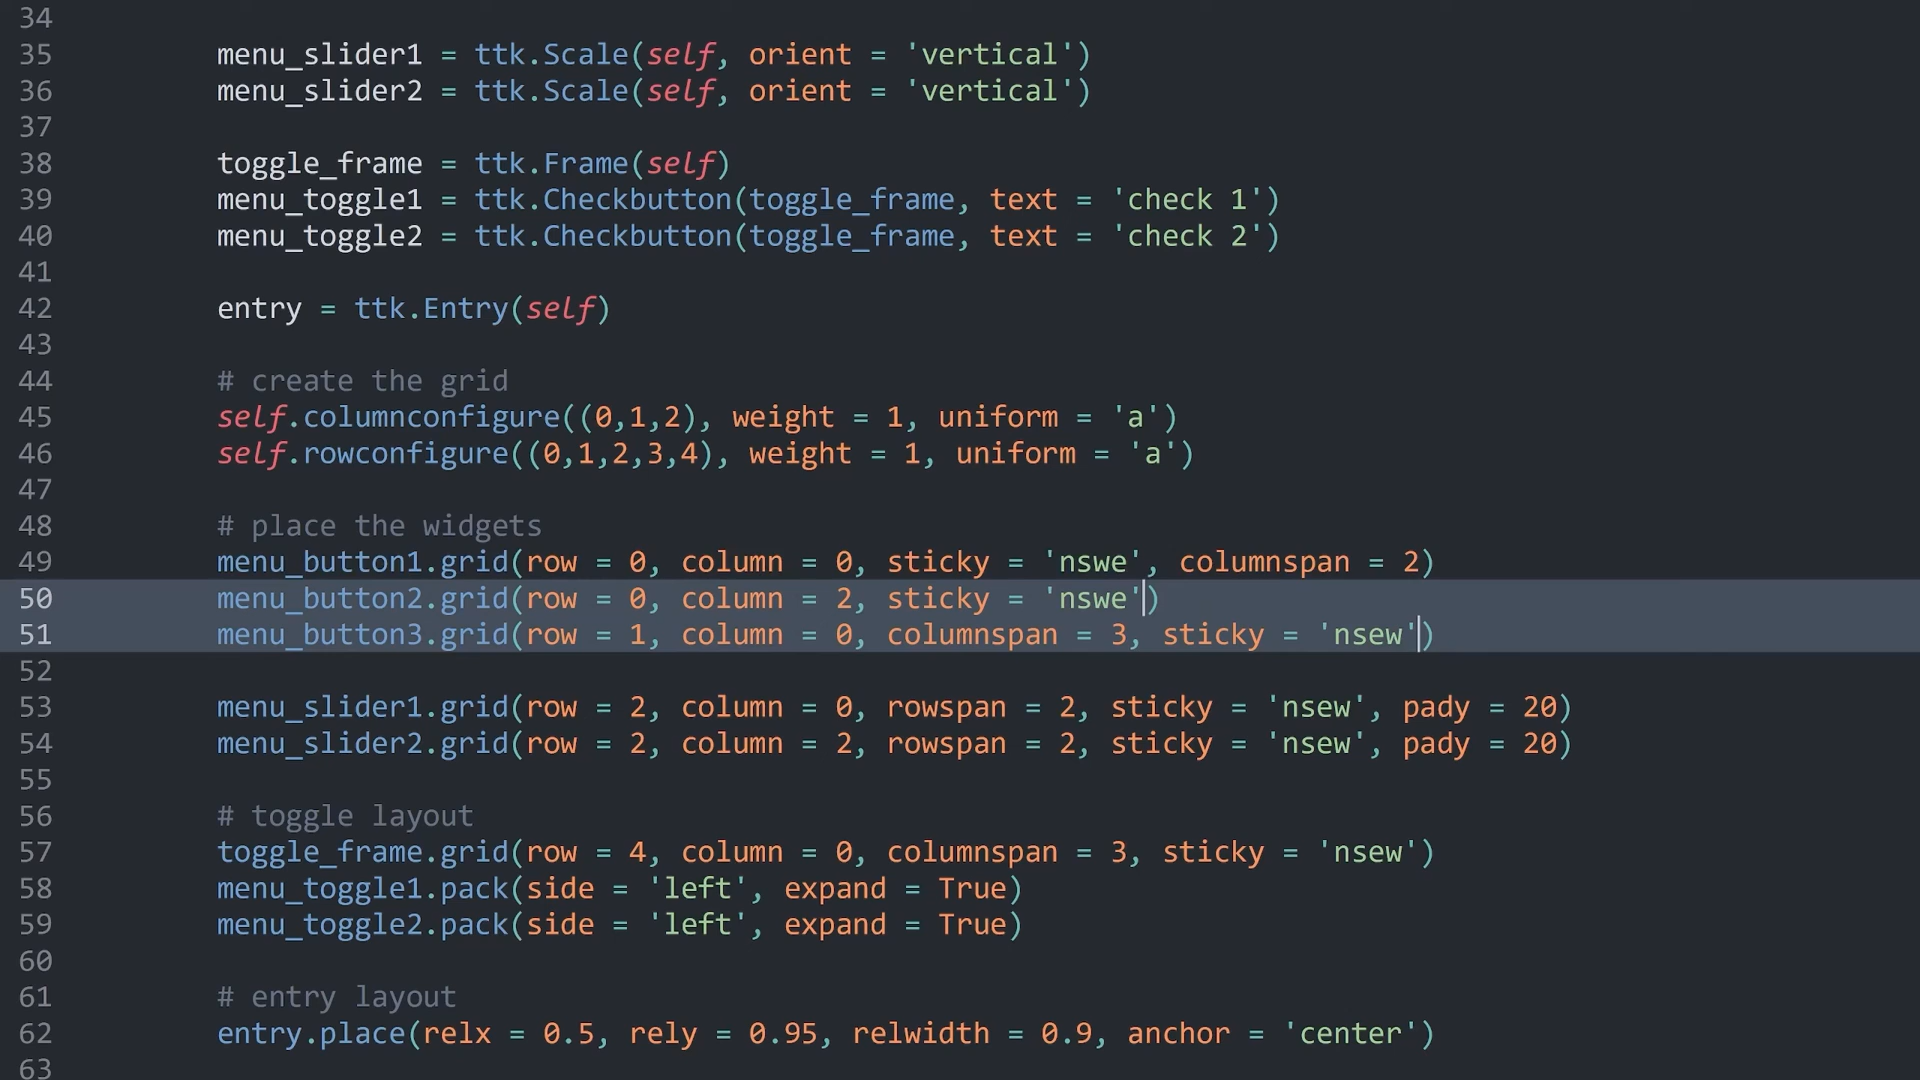 34
35 menu_slider1 = ttk.Scale(self, orient = 'vertical')
36 menu_slider2 = ttk.Scale(self, orient = 'vertical')
37
38 toggle_frame = ttk.Frame(self)
39 menu_toggle1 = ttk.Checkbutton(toggle_frame, text = 'check 1')
40 menu_toggle2 = ttk.Checkbutton(toggle_frame, text = 'check 2')
41
42 entry = ttk.Entry(self)
43
44 # create the grid
45 self.columnconfigure((0,1,2), weight = 1, uniform = 'a')
46 self.rowconfigure((0,1,2,3,4), weight = 1, uniform = 'a')
47
48 # place the widgets
49 menu_button1.grid(row = 0, column = 0, sticky = 'nswe', columnspan = 2)
50 menu_button2.grid(row = 0, column = 2, sticky = 'nswe')
51 menu_button3.grid(row = 1, column = 0, columnspan = 3, sticky = 'nsew')
52
53 menu_slider1.grid(row = 2, column = 0, rowspan = 2, sticky = 'nsew', pady = 20)
54 menu_slider2.grid(row = 2, column = 2, rowspan = 2, sticky = 'nsew', pady = 20)
55
56 # toggle layout
57 toggle_frame.grid(row = 4, column = 0, columnspan = 3, sticky = 'nsew')
58 menu_toggle1.pack(side = 'left', expand = True)
59 menu_toggle2.pack(side = 'left', expand = True)
60
61 # entry layout
62 entry.place(relx = 0.5, rely = 0.95, relwidth = 0.9, anchor = 'center')
63